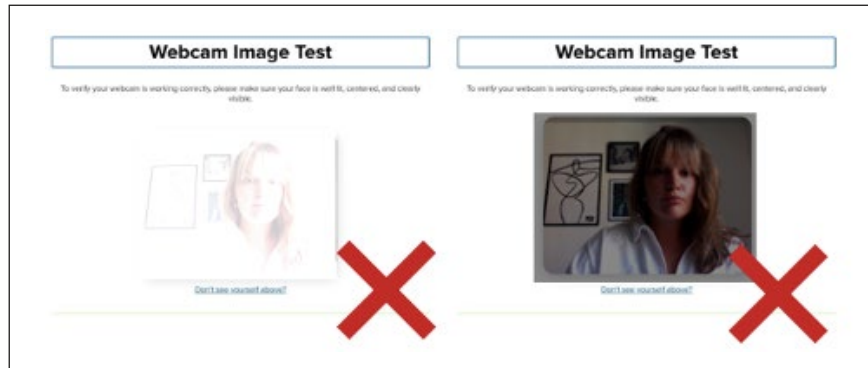 Webcam Image Test
To verify your webcam is working correctly, please make sure your face is well lit, centered, and clearly
visible.
Don't see yourself above?
Webcam Image Test
To verify your webcam is working correctly, please make sure your face is well lit, centered, and clearly
visible.
Don't see yourself above?